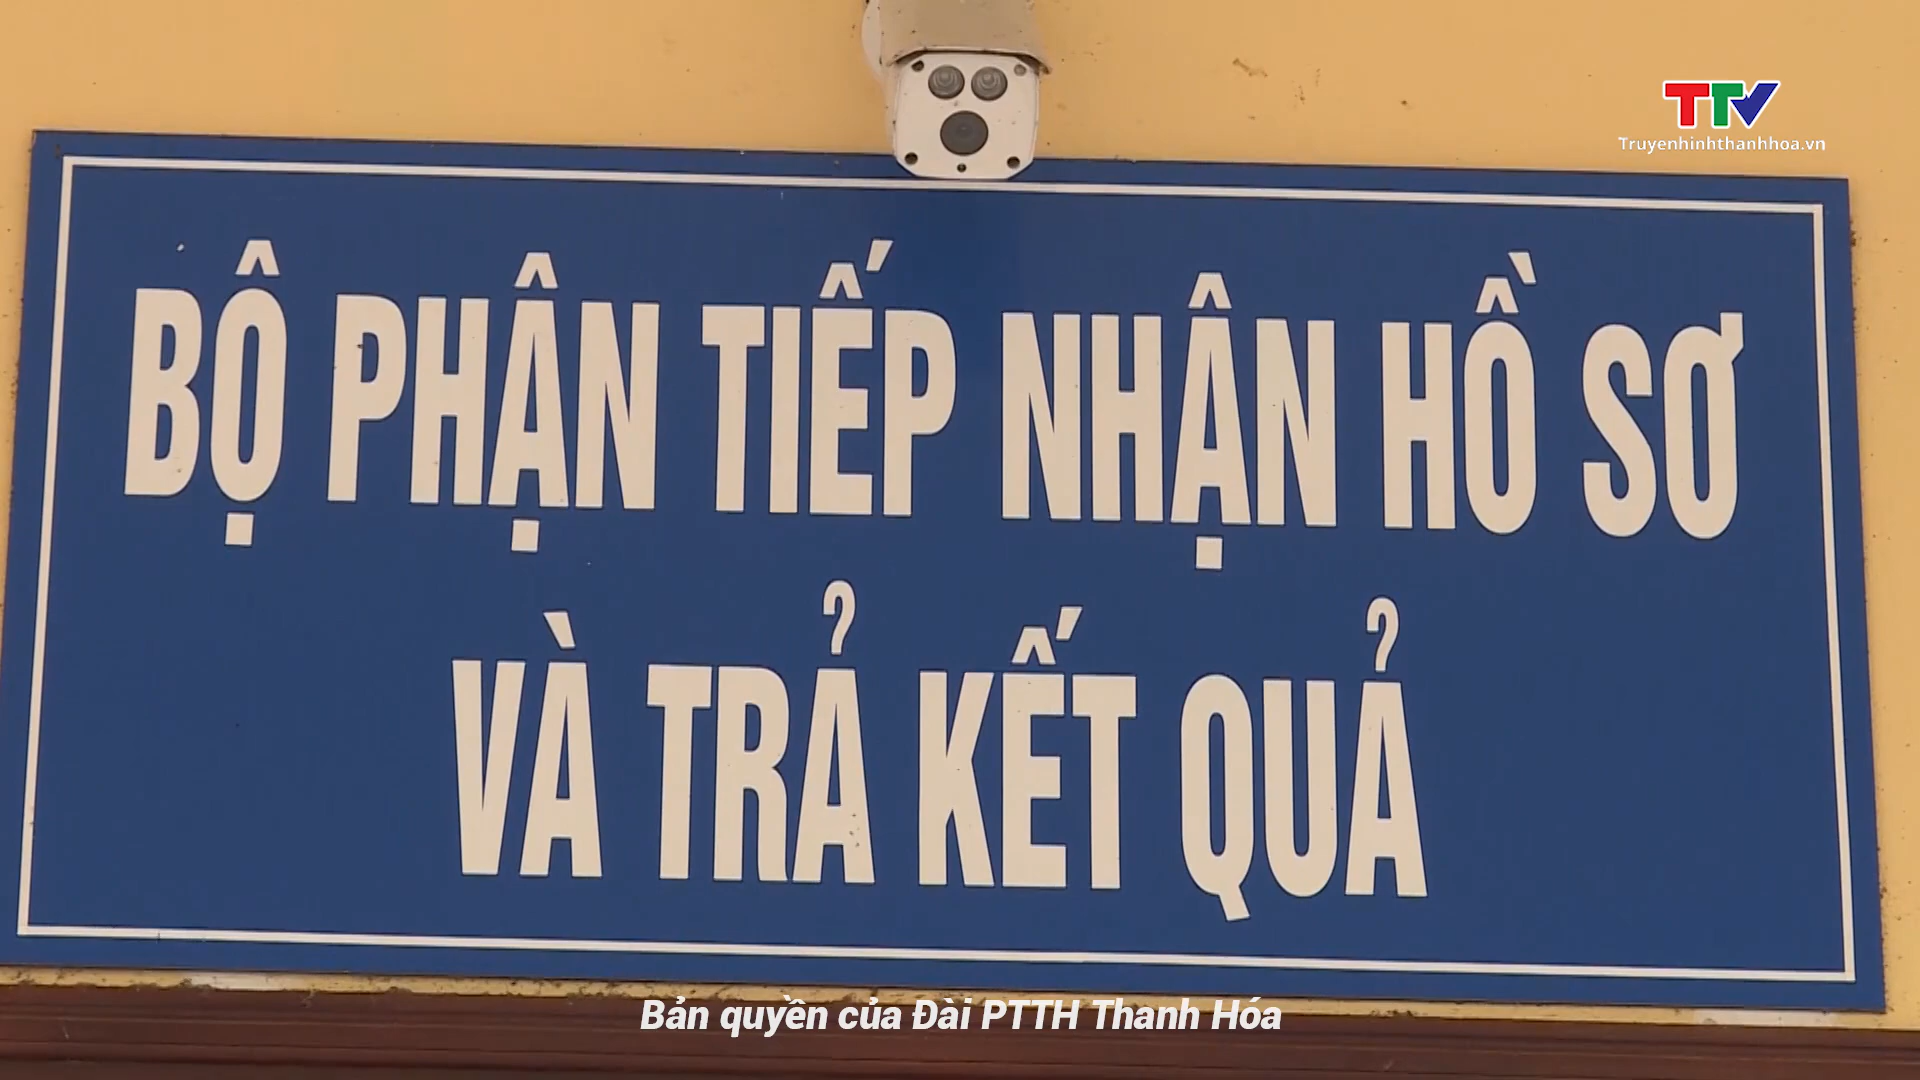 TTV
Truyenhinhthanhhoa.vn
BỘ PHẬN TIẾP NHẬN HỒ SƠ
VÀ TRẢ KẾT QUẢ
Bản quyền của Đài PTTH Thanh Hóa